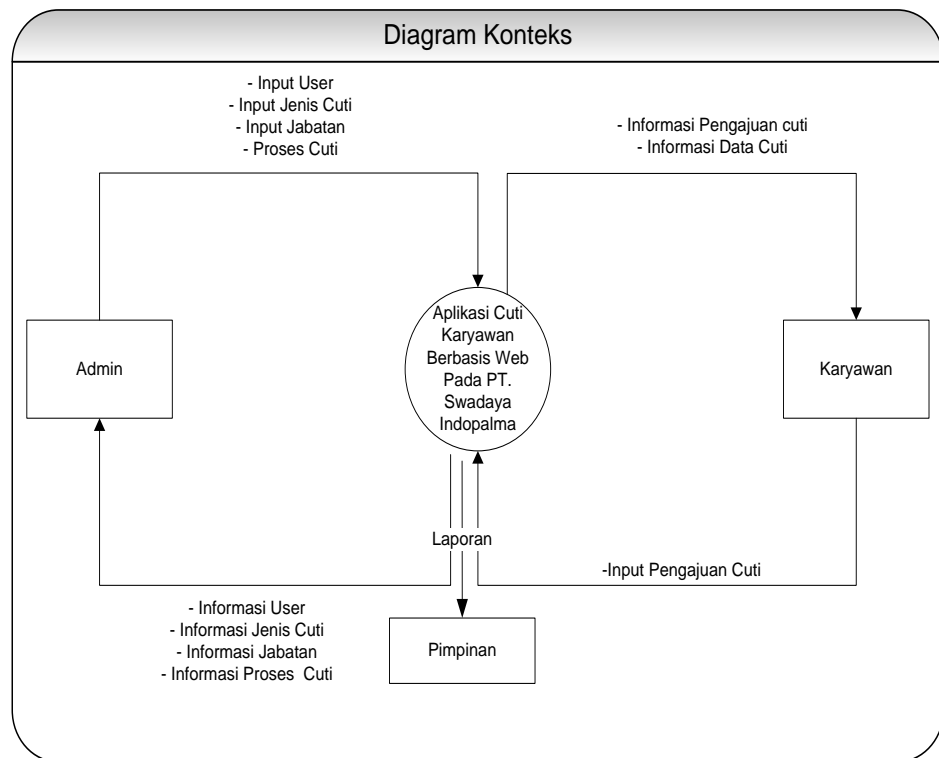 Diagram Konteks
- Input User
- Input Jenis Cuti
- Input Jabatan
- Proses Cuti
- Informasi Pengajuan cuti
- Informasi Data Cuti
Admin
Aplikasi Cuti
Karyawan
Berbasis Web
Pada PT.
Swadaya
Indopalma
Karyawan
Laporan
-Input Pengajuan Cuti
- Informasi User
- Informasi Jenis Cuti
- Informasi Jabatan
- Informasi Proses Cuti
Pimpinan